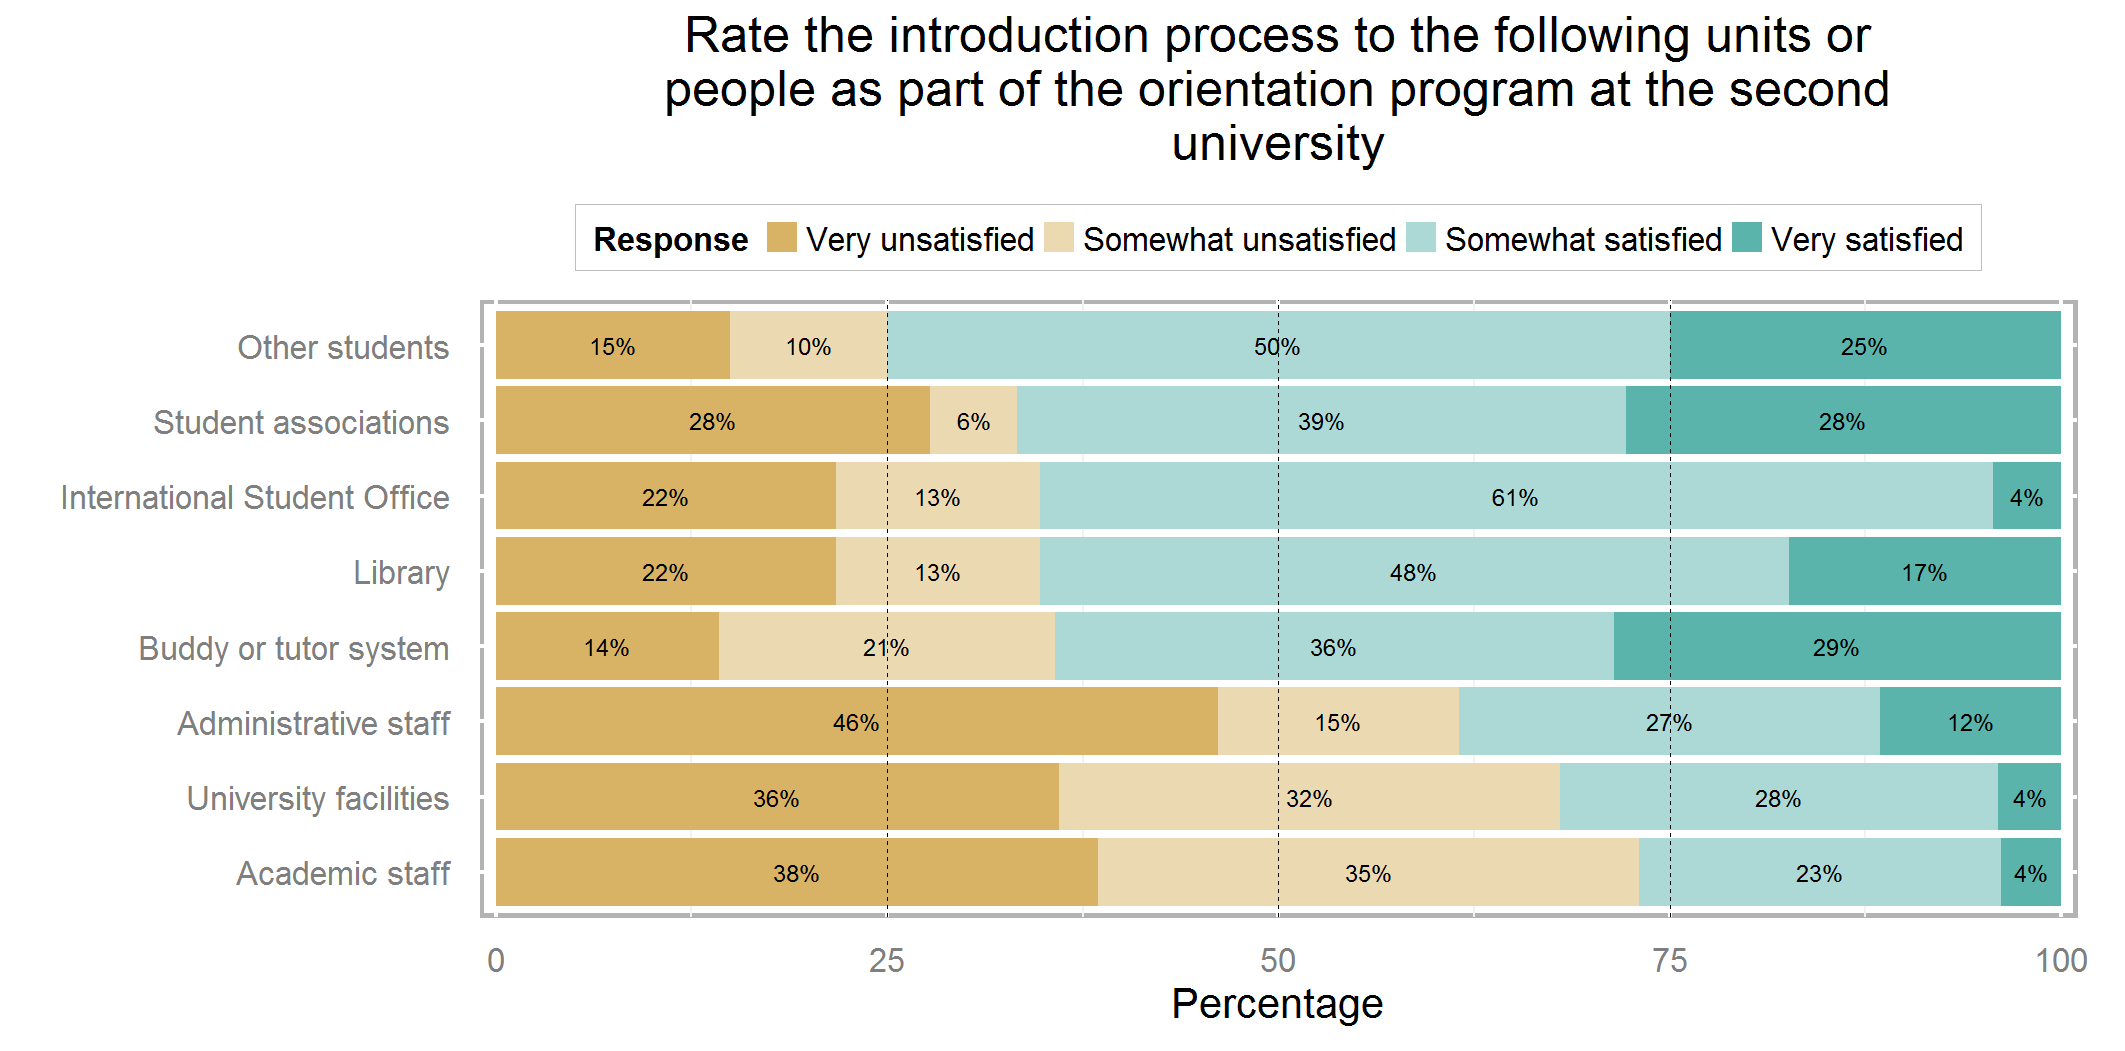 Rate the introduction process to the following units or
people as part of the orientation program at the second
university
Response Very unsatisfied Somewhat unsatisfied Somewhat satisfied Very satisfied
Other students 15% 10% 50% 25%
Student associations 28% 6% 39% 28%
International Student Office 22% 13% 61% 4%
Library 22% 13% 48% 17%
Buddy or tutor system 14% 21% 36% 29%
Administrative staff 46% 15% 27% 12%
University facilities 36% 32% 28% 4%
Academic staff 38% 35% 23% 4%
0 25 50 75 100
Percentage